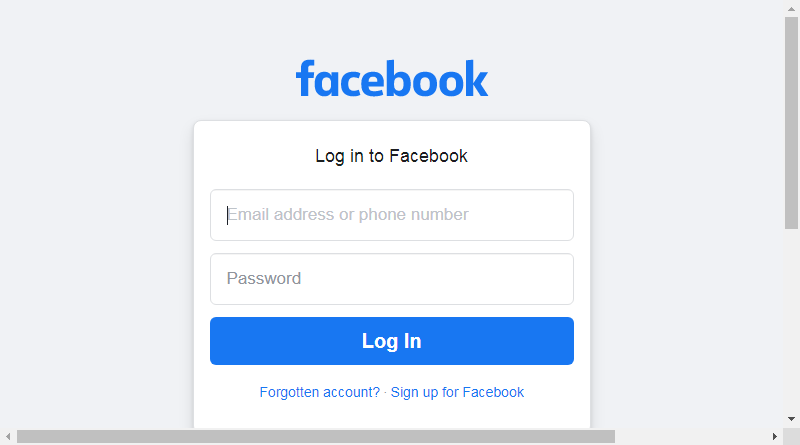 facebook
Log in to Facebook
Email address or phone number
Password
Log In
Forgotten account? · Sign up for Facebook